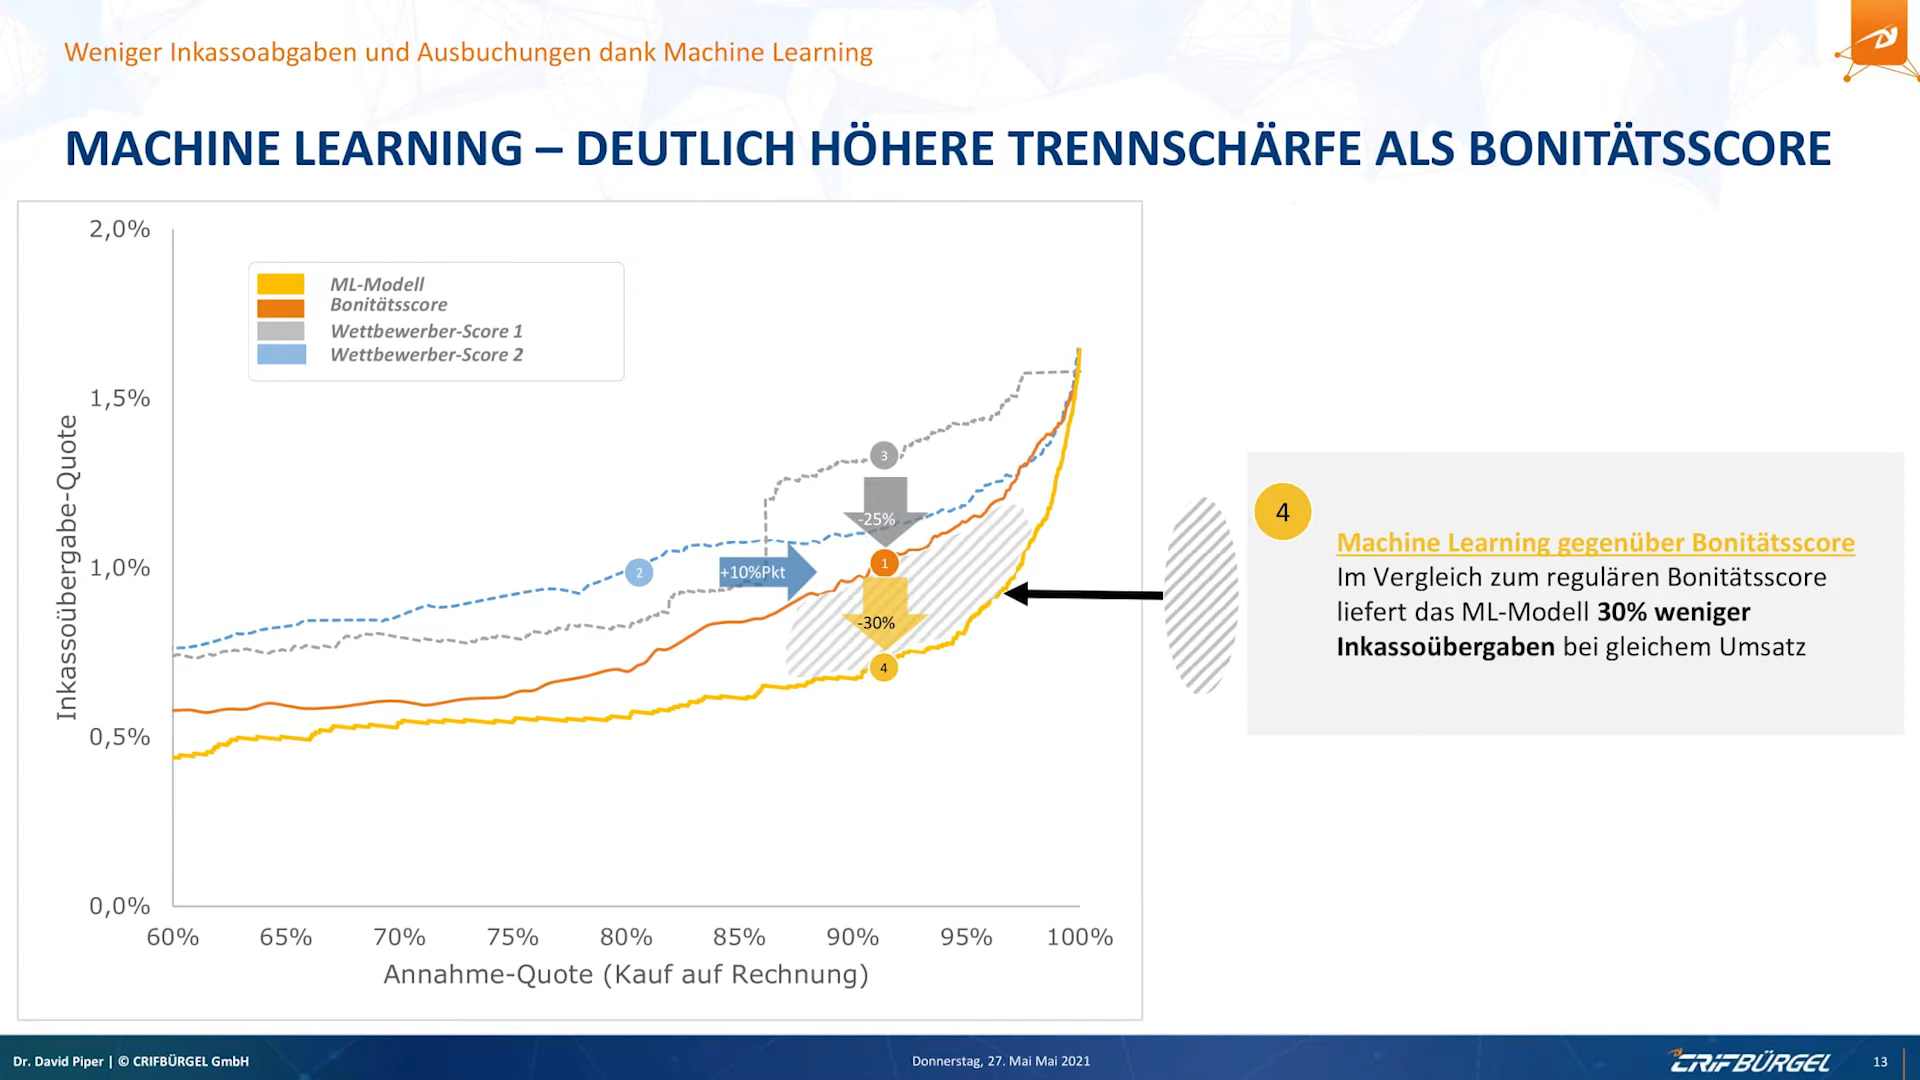 Weniger Inkassoabgaben und Ausbuchungen dank Machine Learning
MACHINE LEARNING – DEUTLICH HÖHERE TRENNSCHÄRFE ALS BONITÄTSSCORE
2,0%
1,5%
1,0%
0,5%
0,0%
Inkassoübergabe-Quote
ML-Modell
Bonitätsscore
Wettbewerber-Score 1
Wettbewerber-Score 2
3
-25%
1
2
+10%Pkt
-30%
4
60% 65% 70% 75% 80% 85% 90% 95% 100%
Annahme-Quote (Kauf auf Rechnung)
4
Machine Learning gegenüber Bonitätsscore
Im Vergleich zum regulären Bonitätsscore
liefert das ML-Modell 30% weniger
Inkassoübergaben bei gleichem Umsatz
Dr. David Piper | © CRIFBÜRGEL GmbH
Donnerstag, 27. Mai Mai 2021
CRIFBÜRGEL
13